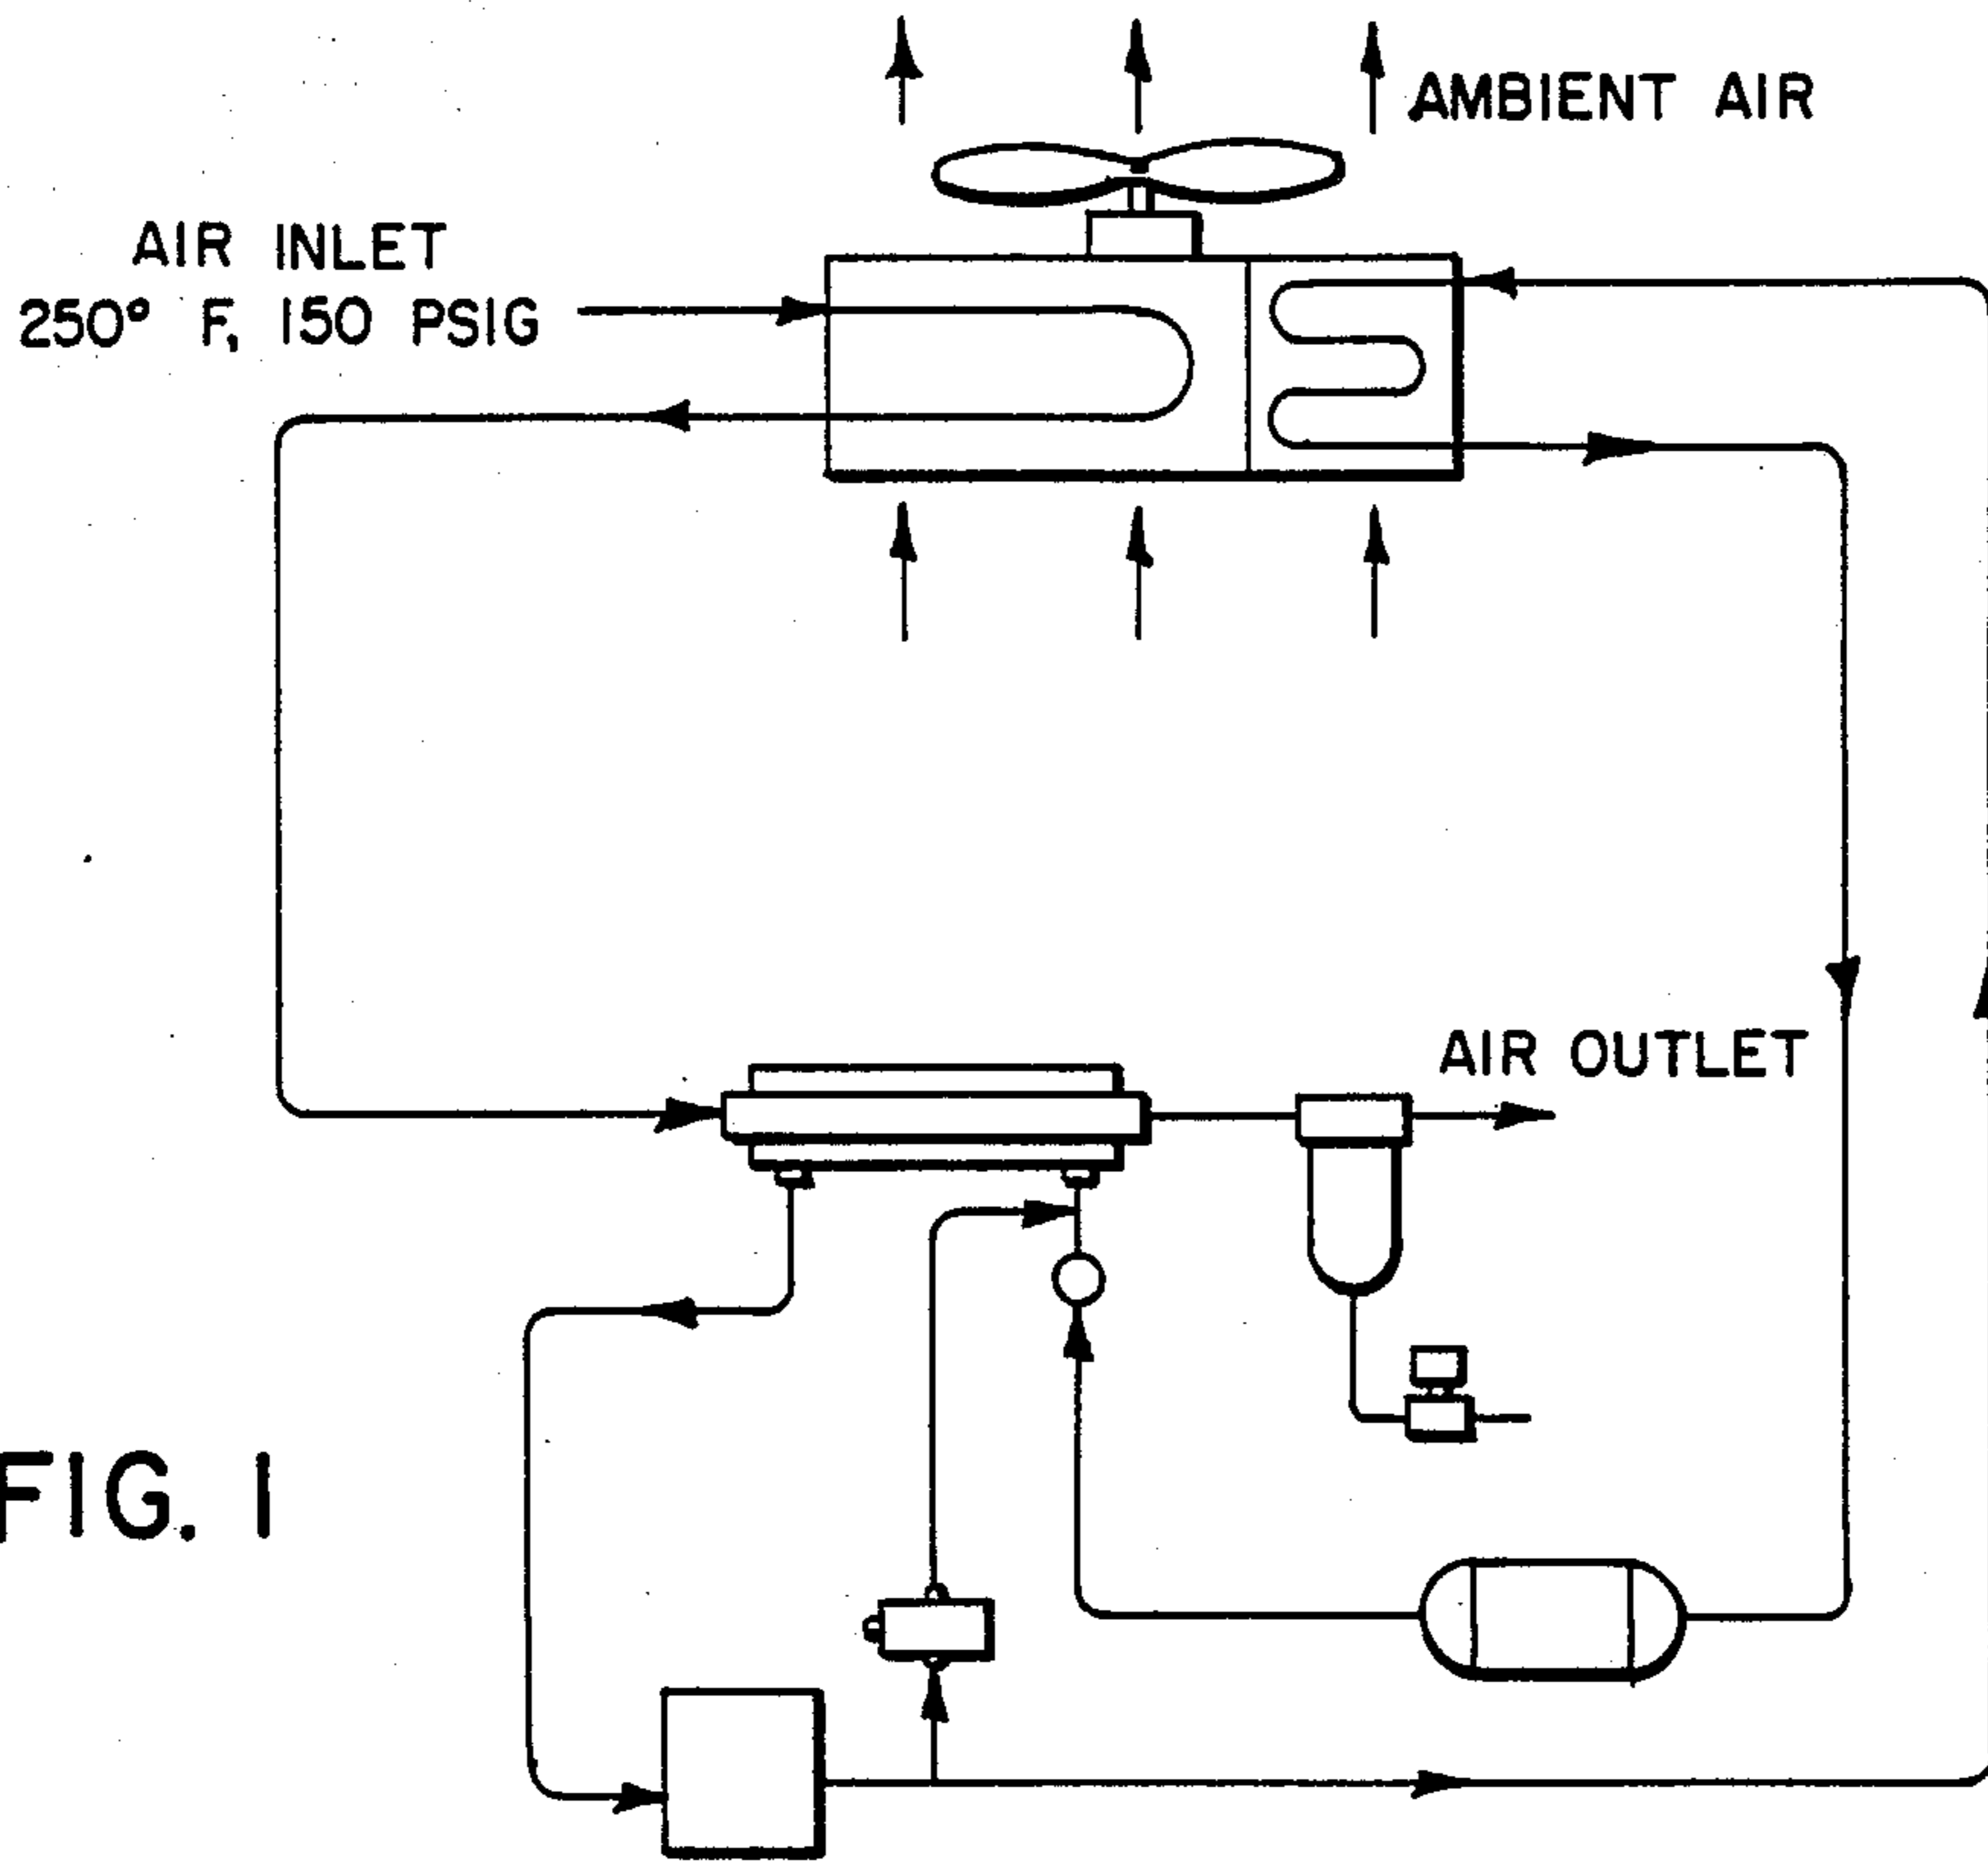 AMBIENT AIR
AIR INLET
250° F, 150 PSIG
AIR OUTLET
FIG. 1